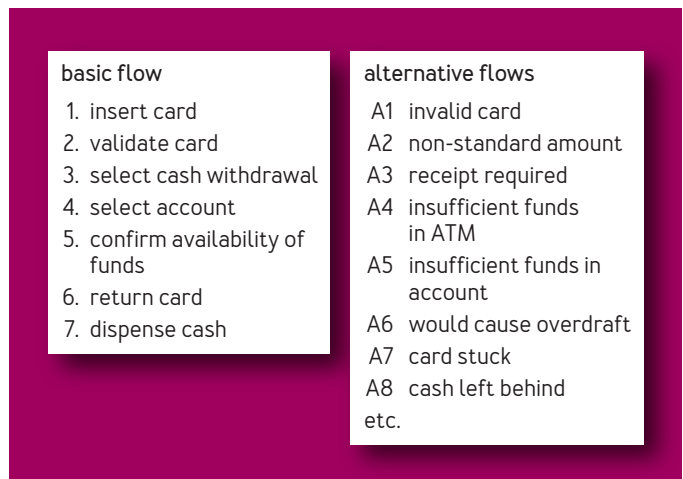 basic flow
1. insert card
2. validate card
3. select cash withdrawal
4. select account
5. confirm availability of
funds
6. return card
7. dispense cash
alternative flows
A1 invalid card
A2 non-standard amount
A3 receipt required
A4 insufficient funds
in ATM
A5 insufficient funds in
account
A6 would cause overdraft
A7 card stuck
A8 cash left behind
etc.